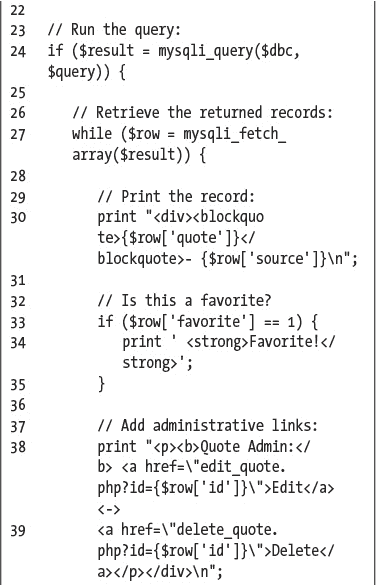 22
23 // Run the query:
24 if ($result = mysqli_query($dbc,
$query)) {
25
26 // Retrieve the returned records:
27 while ($row = mysqli_fetch_
array($result)) {
28
29 // Print the record:
30 print "<div><blockquo
te>{$row['quote']}</
blockquote>- {$row['source']}\n";
31
32 // Is this a favorite?
33 if ($row['favorite'] == 1) {
34 print ' <strong>Favorite!</
strong>';
35 }
36
37 // Add administrative links:
38 print "<p><b>Quote Admin:</
b> <a href=\"edit_quote.
php?id={$row['id']}\">Edit</a>
<->
39 <a href=\"delete_quote.
php?id={$row['id']}\">Delete</
a></p></div>\n";